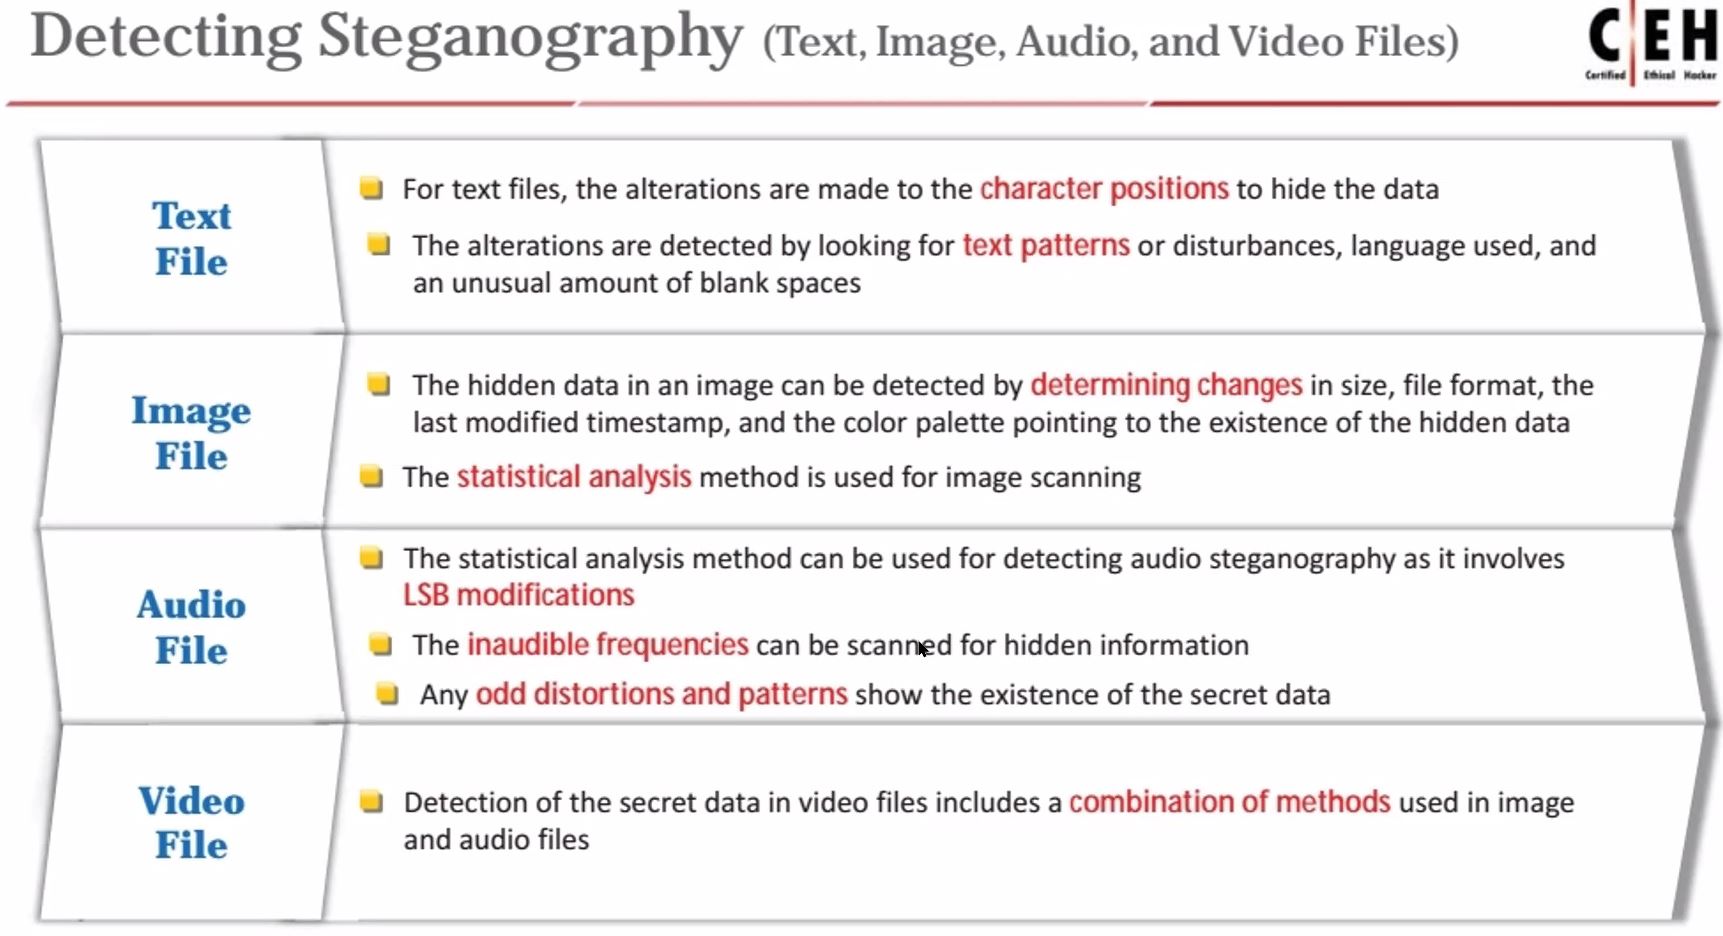 Detecting Steganography (Text, Image, Audio, and Video Files)
C|EH
Certified Ethical Hacker
Text
File
For text files, the alterations are made to the character positions to hide the data
The alterations are detected by looking for text patterns or disturbances, language used, and
an unusual amount of blank spaces
Image
File
The hidden data in an image can be detected by determining changes in size, file format, the
last modified timestamp, and the color palette pointing to the existence of the hidden data
The statistical analysis method is used for image scanning
Audio
File
The statistical analysis method can be used for detecting audio steganography as it involves
LSB modifications
The inaudible frequencies can be scanned for hidden information
Any odd distortions and patterns show the existence of the secret data
Video
File
Detection of the secret data in video files includes a combination of methods used in image
and audio files